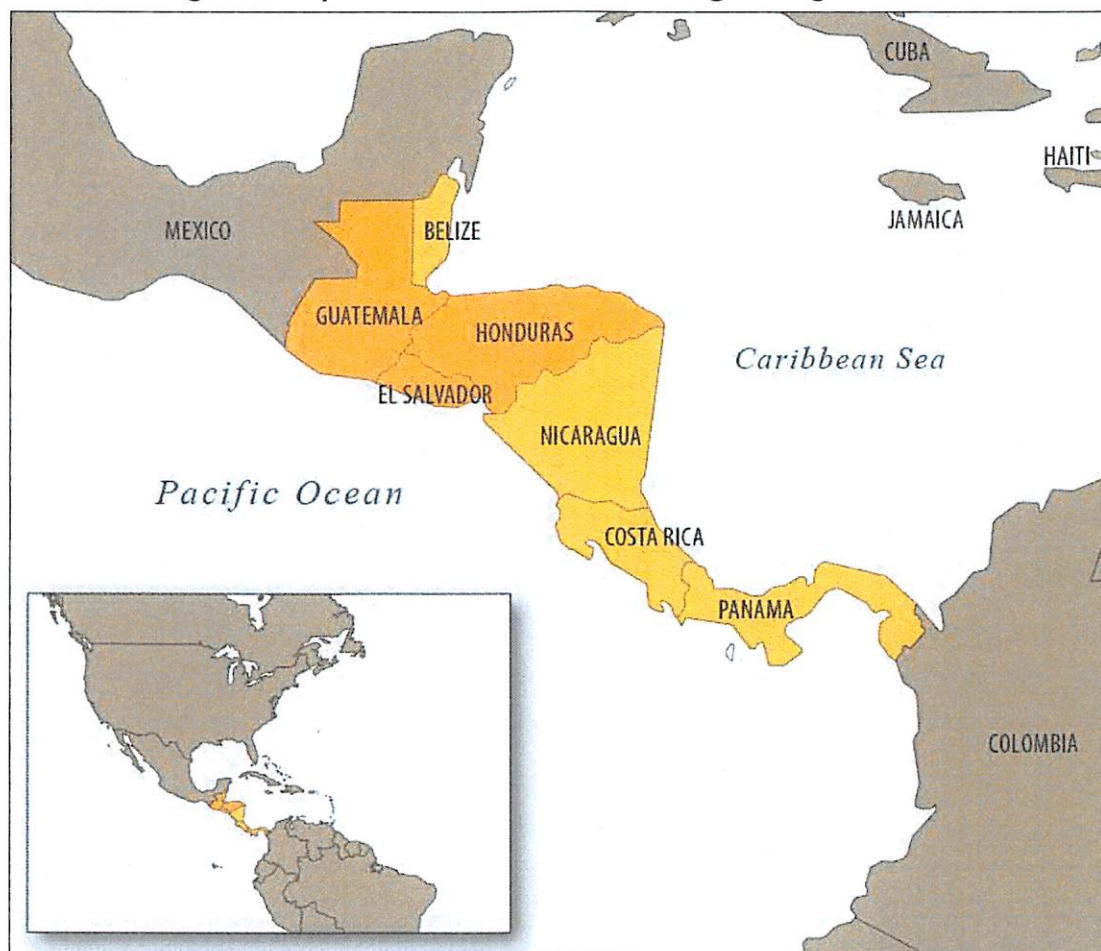 CUBA
HAITI
JAMAICA
MEXICO
BELIZE
GUATEMALA
HONDURAS
Caribbean Sea
EL SALVADOR
NICARAGUA
Pacific Ocean
COSTA RICA
PANAMA
COLOMBIA